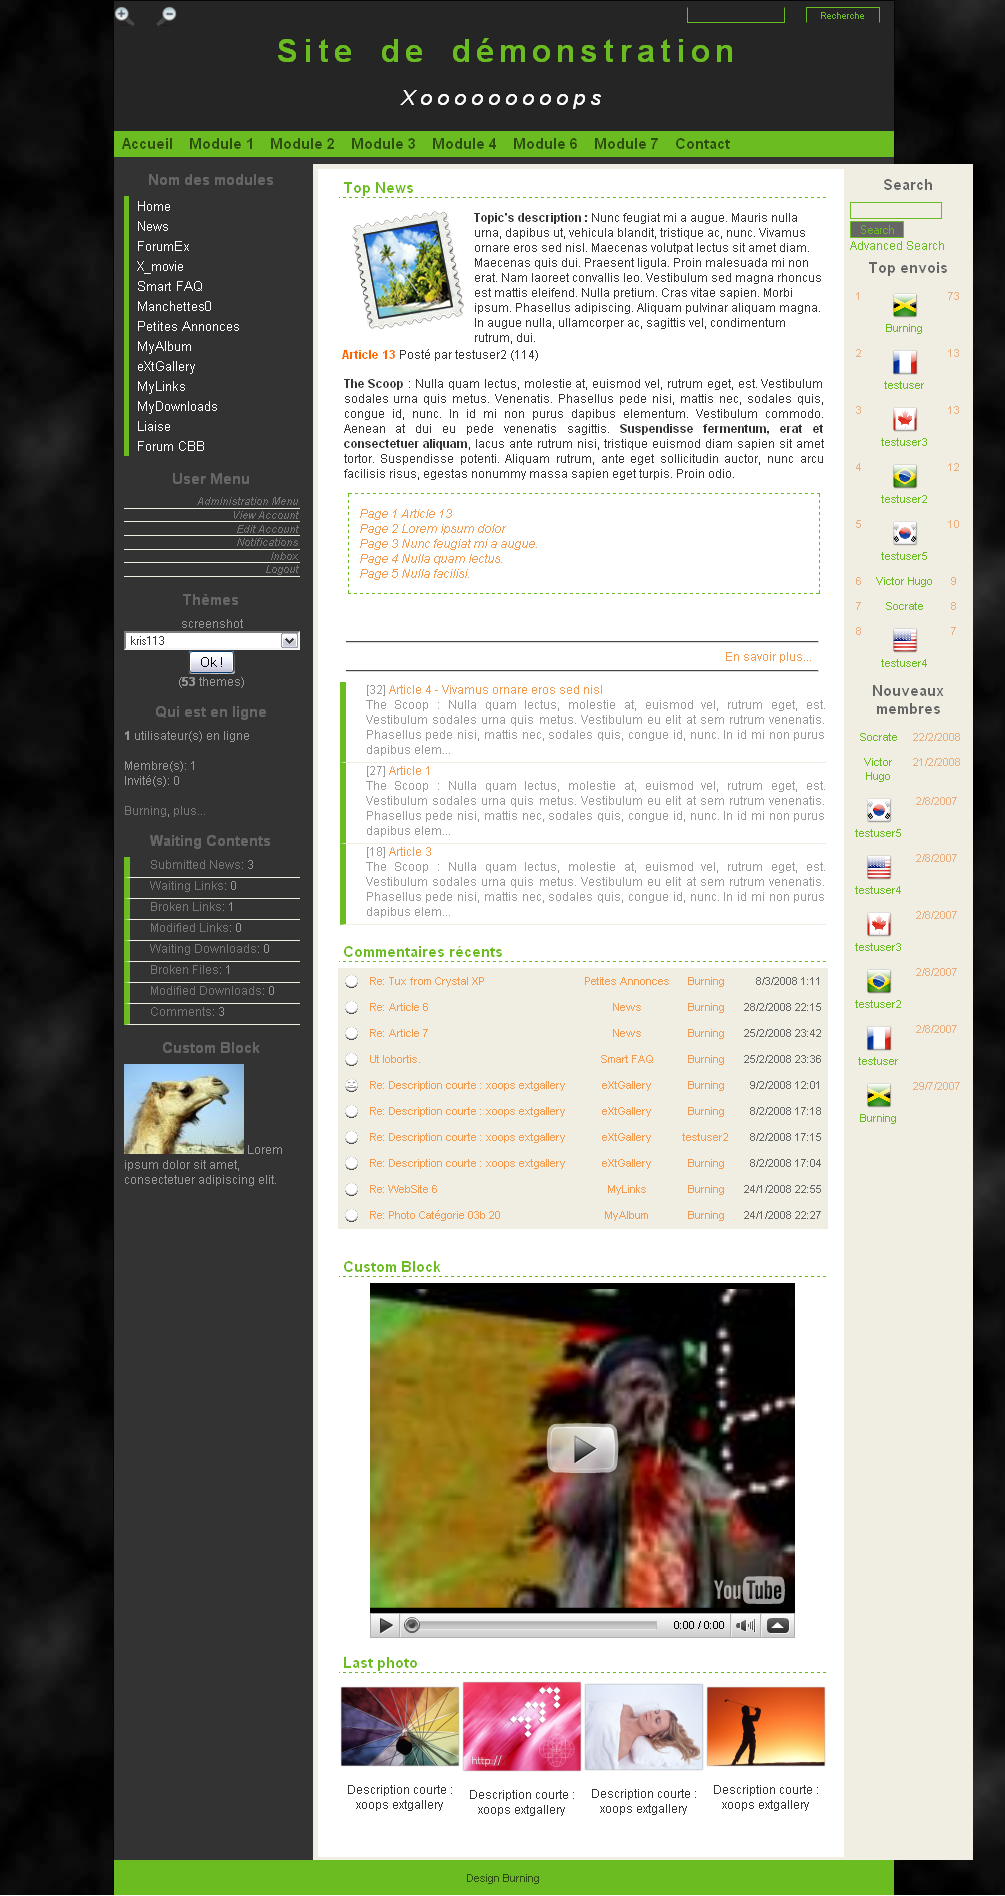 Recherche
Site de démonstration
Xoooooooooops
Accueil Module 1 Module 2 Module 3 Module 4 Module 6 Module 7 Contact
Nom des modules
Home
News
ForumEx
X_movie
Smart FAQ
Manchettes0
Petites Annonces
MyAlbum
eXtGallery
MyLinks
MyDownloads
Liaise
Forum CBB
User Menu
Administration Menu
View Account
Edit Account
Notifications
Inbox
Logout
Thèmes
screenshot
kris113
Ok !
(53 themes)
Qui est en ligne
1 utilisateur(s) en ligne
Membre(s): 1
Invité(s): 0
Burning, plus...
Waiting Contents
Submitted News: 3
Waiting Links: 0
Broken Links: 1
Modified Links: 0
Waiting Downloads: 0
Broken Files: 1
Modified Downloads: 0
Comments: 3
Custom Block
Lorem
ipsum dolor sit amet,
consectetuer adipiscing elit.
Top News
Topic's description : Nunc feugiat mi a augue. Mauris nulla
urna, dapibus ut, vehicula blandit, tristique ac, nunc. Vivamus
ornare eros sed nisl. Maecenas volutpat lectus sit amet diam.
Maecenas quis dui. Praesent ligula. Proin malesuada mi non
erat. Nam laoreet convallis leo. Vestibulum sed magna rhoncus
est mattis eleifend. Nulla pretium. Cras vitae sapien. Morbi
ipsum. Phasellus adipiscing. Aliquam pulvinar aliquam magna.
In augue nulla, ullamcorper ac, sagittis vel, condimentum
rutrum, dui.
Article 13 Posté par testuser2 (114)
The Scoop : Nulla quam lectus, molestie at, euismod vel, rutrum eget, est. Vestibulum
sodales urna quis metus. Venenatis. Phasellus pede nisi, mattis nec, sodales quis,
congue id, nunc. In id mi non purus dapibus elementum. Vestibulum commodo.
Aenean at dui eu pede venenatis sagittis. Suspendisse fermentum, erat et
consectetuer aliquam, lacus ante rutrum nisi, tristique euismod diam sapien sit amet
tortor. Suspendisse potenti. Aliquam rutrum, ante eget sollicitudin auctor, nunc arcu
facilisis risus, egestas nonummy massa sapien eget turpis. Proin odio.
Page 1 Article 13
Page 2 Lorem ipsum dolor
Page 3 Nunc feugiat mi a augue.
Page 4 Nulla quam lectus.
Page 5 Nulla facilisi.
En savoir plus...
[32] Article 4 - Vivamus ornare eros sed nisl
The Scoop : Nulla quam lectus, molestie at, euismod vel, rutrum eget, est.
Vestibulum sodales urna quis metus. Vestibulum eu elit at sem rutrum venenatis.
Phasellus pede nisi, mattis nec, sodales quis, congue id, nunc. In id mi non purus
dapibus elem...
[27] Article 1
The Scoop : Nulla quam lectus, molestie at, euismod vel, rutrum eget, est.
Vestibulum sodales urna quis metus. Vestibulum eu elit at sem rutrum venenatis.
Phasellus pede nisi, mattis nec, sodales quis, congue id, nunc. In id mi non purus
dapibus elem...
[18] Article 3
The Scoop : Nulla quam lectus, molestie at, euismod vel, rutrum eget, est.
Vestibulum sodales urna quis metus. Vestibulum eu elit at sem rutrum venenatis.
Phasellus pede nisi, mattis nec, sodales quis, congue id, nunc. In id mi non purus
dapibus elem...
Commentaires récents
Re: Tux from Crystal XP Petites Annonces Burning 8/3/2008 1:11
Re: Article 6 News Burning 28/2/2008 22:15
Re: Article 7 News Burning 25/2/2008 23:42
Ut lobortis. Smart FAQ Burning 25/2/2008 23:36
Re: Description courte : xoops extgallery eXtGallery Burning 9/2/2008 12:01
Re: Description courte : xoops extgallery eXtGallery Burning 8/2/2008 17:18
Re: Description courte : xoops extgallery eXtGallery testuser2 8/2/2008 17:15
Re: Description courte : xoops extgallery eXtGallery Burning 8/2/2008 17:04
Re: WebSite 6 MyLinks Burning 24/1/2008 22:55
Re: Photo Catégorie 03b 20 MyAlbum Burning 24/1/2008 22:27
Custom Block
YouTube
0:00 / 0:00
Last photo
http://
Description courte :
xoops extgallery
Description courte :
xoops extgallery
Description courte :
xoops extgallery
Description courte :
xoops extgallery
Search
Search
Advanced Search
Top envois
1 73
Burning
2 13
testuser
3 13
testuser3
4 12
testuser2
5 10
testuser5
6 Victor Hugo 9
7 Socrate 8
8 7
testuser4
Nouveaux
membres
Socrate 22/2/2008
Victor 21/2/2008
Hugo
2/8/2007
testuser5
2/8/2007
testuser4
2/8/2007
testuser3
2/8/2007
testuser2
2/8/2007
testuser
29/7/2007
Burning
Design Burning